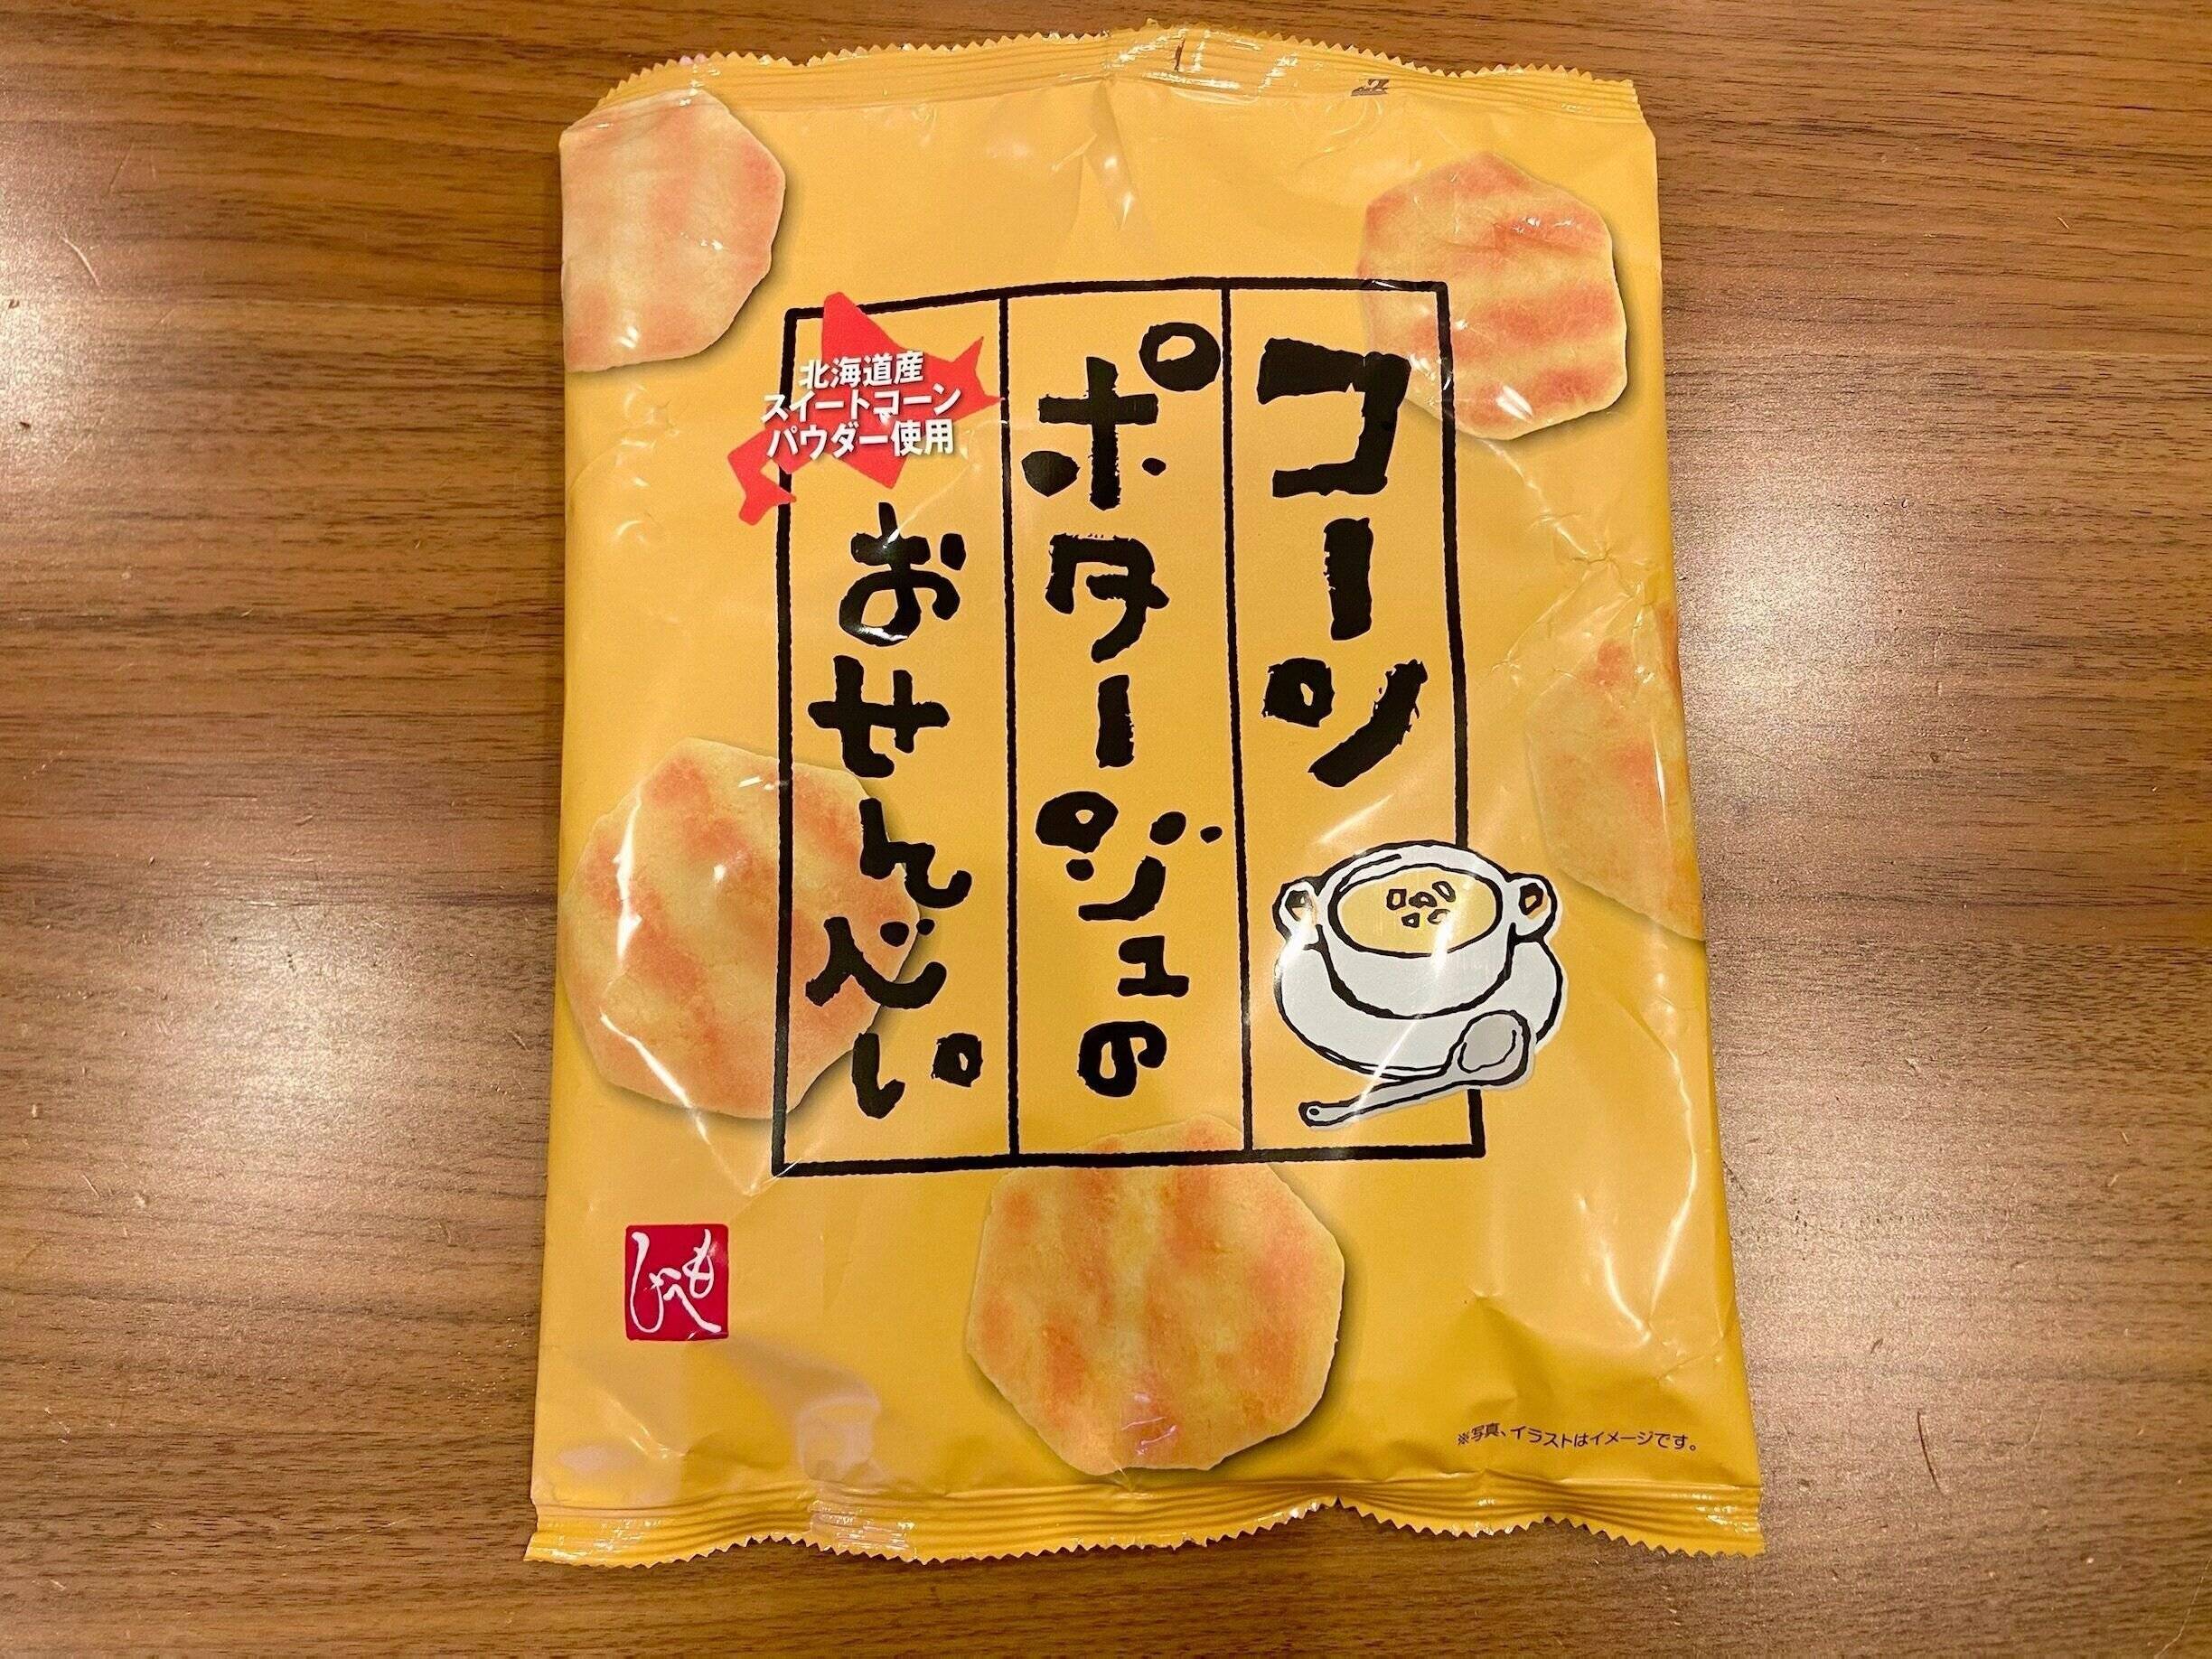 コーン
ポタージュの
おせんべい
北海道産
スイートコーン
パウダー使用
もへじ
※写真、イラストはイメージです。